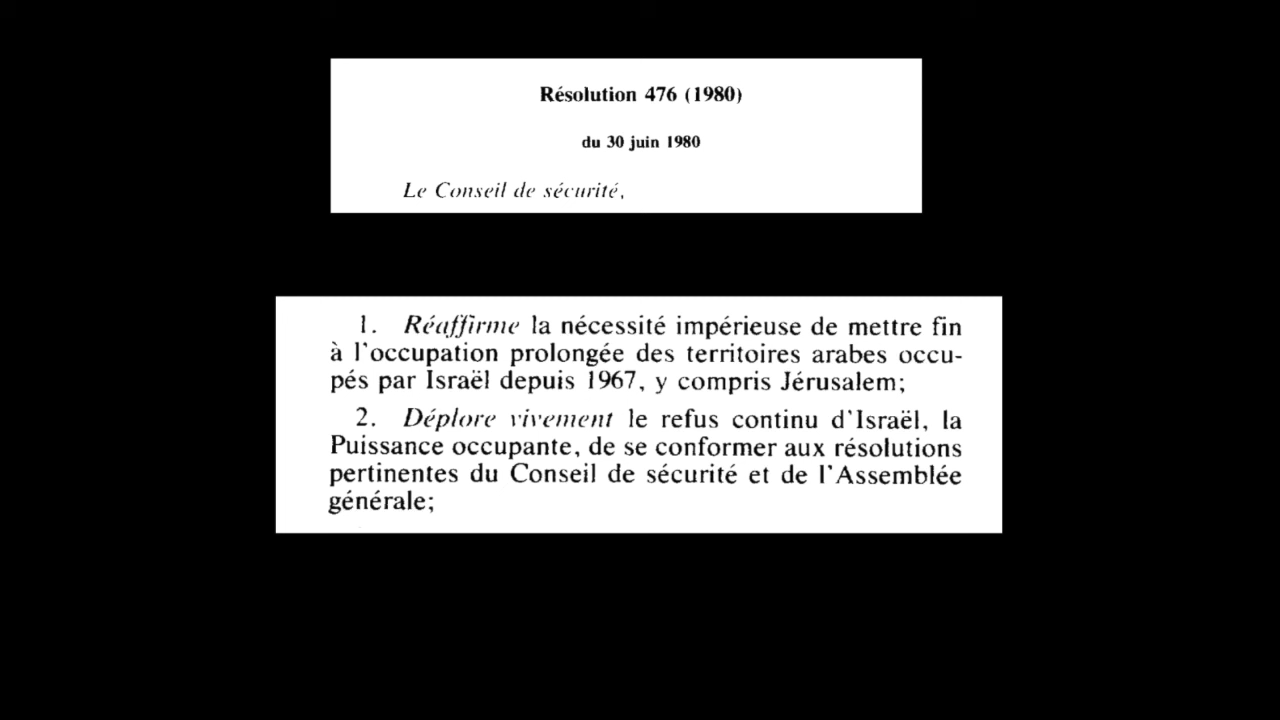 Résolution 476 (1980)
du 30 juin 1980
Le Conseil de sécurité,
1. Réaffirme la nécessité impérieuse de mettre fin
à l'occupation prolongée des territoires arabes occu-
pés par Israël depuis 1967, y compris Jérusalem;
2. Déplore vivement le refus continu d'Israël, la
Puissance occupante, de se conformer aux résolutions
pertinentes du Conseil de sécurité et de l'Assemblée
générale;